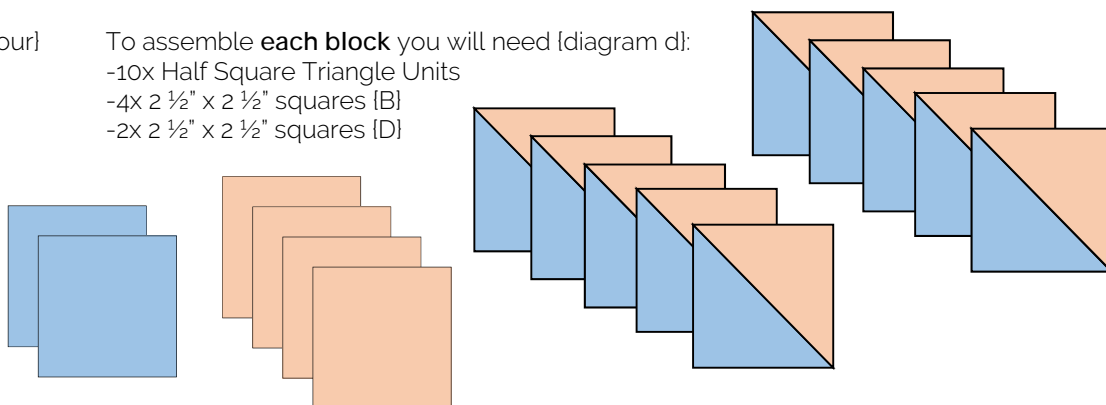 our}
To assemble each block you will need {diagram d}:
-10x Half Square Triangle Units
-4x 2 ½" x 2 ½" squares {B}
-2x 2 ½" x 2 ½" squares {D}